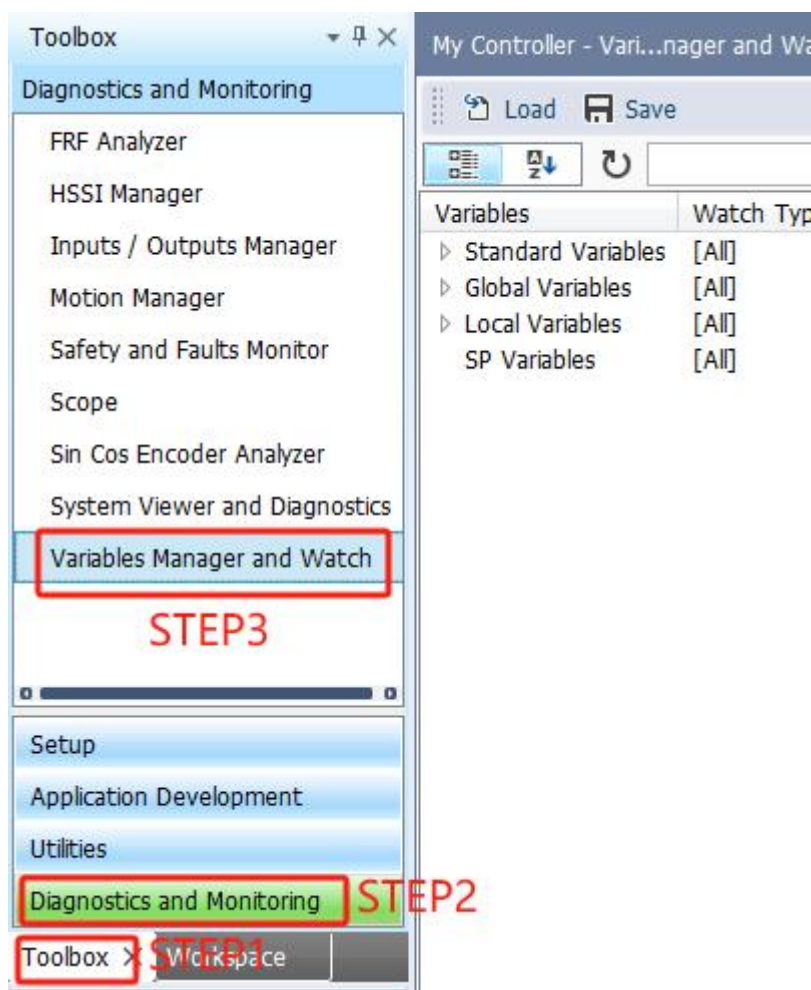 Toolbox
Diagnostics and Monitoring
FRF Analyzer
HSSI Manager
Inputs / Outputs Manager
Motion Manager
Safety and Faults Monitor
Scope
Sin Cos Encoder Analyzer
System Viewer and Diagnostics
Variables Manager and Watch
STEP3
Setup
Application Development
Utilities
Diagnostics and Monitoring STEP2
Toolbox STEP1 Workspace
My Controller - Vari...nager and Wa
Load Save
Variables Watch Typ
Standard Variables [All]
Global Variables [All]
Local Variables [All]
SP Variables [All]